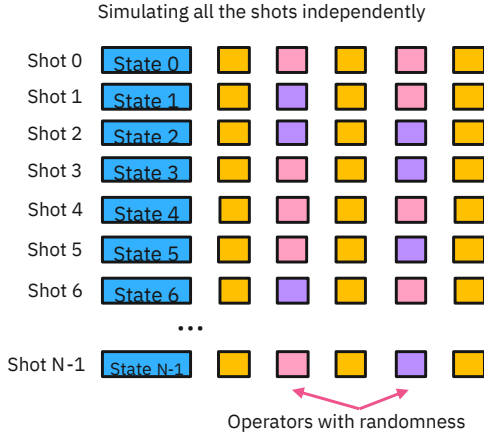 Simulating all the shots independently
Shot 0 State 0
Shot 1 State 1
Shot 2 State 2
Shot 3 State 3
Shot 4 State 4
Shot 5 State 5
Shot 6 State 6
...
Shot N-1 State N-1
Operators with randomness